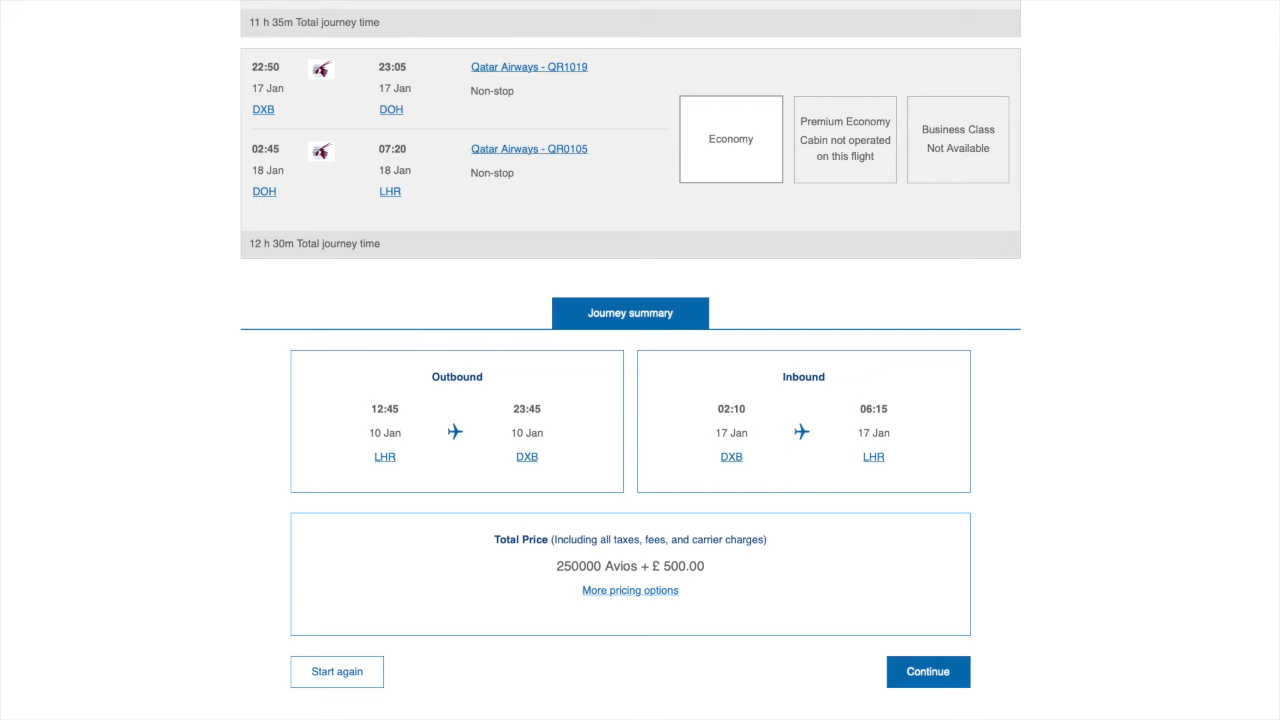 11 h 35m Total journey time
22:50 23:05 Qatar Airways - QR1019
17 Jan 17 Jan Non-stop
DXB DOH
02:45 07:20 Qatar Airways - QR0105
18 Jan 18 Jan Non-stop
DOH LHR
Economy
Premium Economy
Cabin not operated
on this flight
Business Class
Not Available
12 h 30m Total journey time
Journey summary
Outbound
12:45 23:45
10 Jan 10 Jan
LHR DXB
Inbound
02:10 06:15
17 Jan 17 Jan
DXB LHR
Total Price (Including all taxes, fees, and carrier charges)
250000 Avios + £ 500.00
More pricing options
Start again
Continue